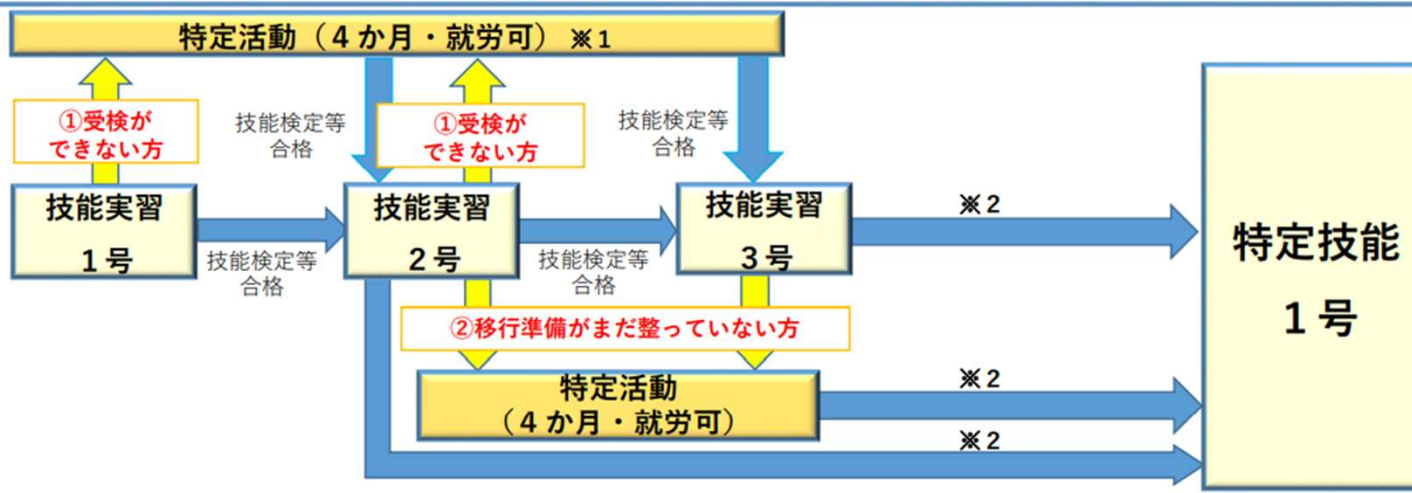 特定活動（４か月・就労可）※１
①受検が
できない方
技能検定等
合格
①受検が
できない方
技能検定等
合格
技能実習
１号
技能検定等
合格
技能実習
２号
技能検定等
合格
技能実習
３号
※２
特定技能
１号
②移行準備がまだ整っていない方
特定活動
（４か月・就労可）
※２
※２